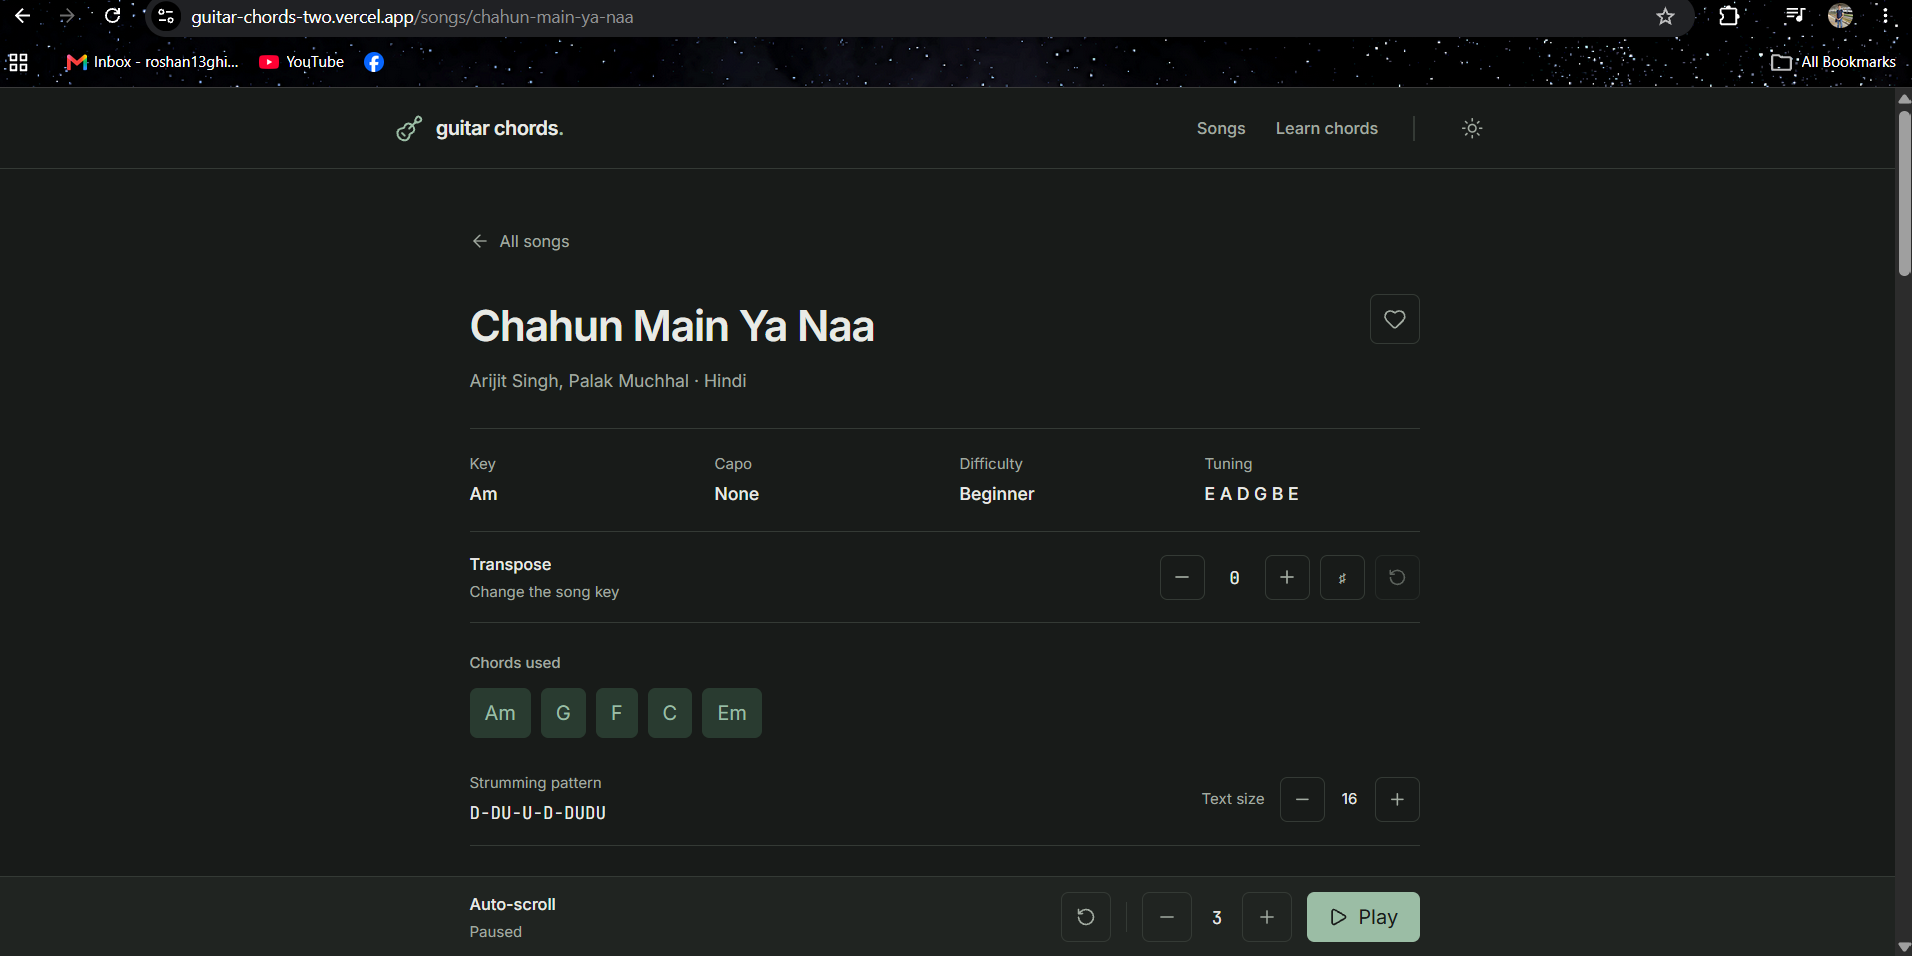 guitar-chords-two.vercel.app/songs/chahun-main-ya-naa
Inbox - roshan13ghi...
YouTube
All Bookmarks
guitar chords.
Songs
Learn chords
All songs
Chahun Main Ya Naa
Arijit Singh, Palak Muchhal · Hindi
Key
Capo
Difficulty
Tuning
Am
None
Beginner
E A D G B E
Transpose
Change the song key
0
♯
Chords used
Am
G
F
C
Em
Strumming pattern
D-DU-U-D-DUDU
Text size
16
Auto-scroll
Paused
3
Play